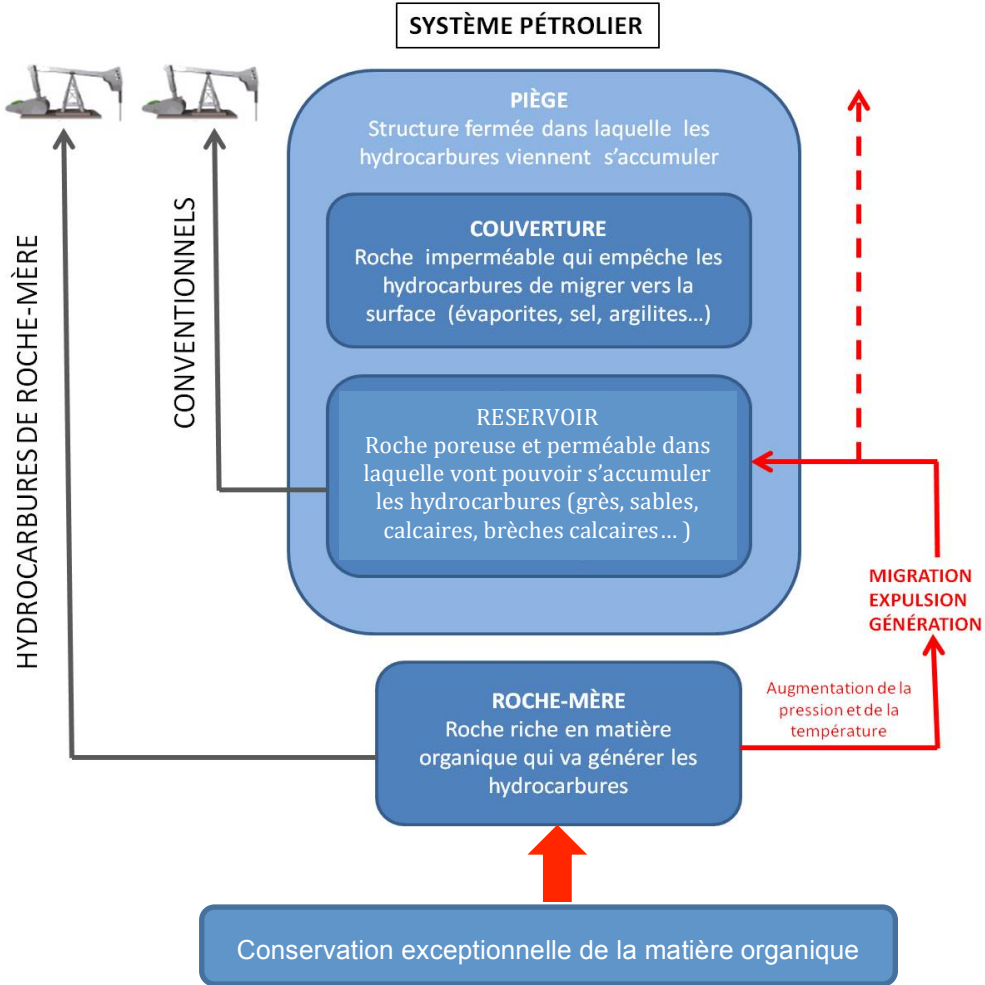 SYSTÈME PÉTROLIER
PIÈGE
Structure fermée dans laquelle les
hydrocarbures viennent s’accumuler
COUVERTURE
Roche imperméable qui empêche les
hydrocarbures de migrer vers la
surface (évaporites, sel, argilites...)
RESERVOIR
Roche poreuse et perméable dans
laquelle vont pouvoir s’accumuler
les hydrocarbures (grès, sables,
calcaires, brèches calcaires... )
HYDROCARBURES DE ROCHE-MÈRE
CONVENTIONNELS
MIGRATION
EXPULSION
GÉNÉRATION
Augmentation de la
pression et de la
température
ROCHE-MÈRE
Roche riche en matière
organique qui va générer les
hydrocarbures
Conservation exceptionnelle de la matière organique